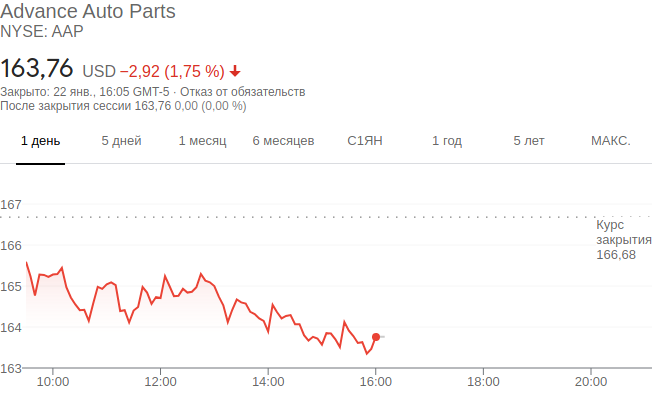 Advance Auto Parts
NYSE: AAP
163,76 USD −2,92 (1,75 %)
Закрыто: 22 янв., 16:05 GMT-5 · Отказ от обязательств
После закрытия сессии 163,76 0,00 (0,00 %)
1 день 5 дней 1 месяц 6 месяцев С1ЯН 1 год 5 лет МАКС.
167
Курс
закрытия
166,68
166
165
164
163
10:00 12:00 14:00 16:00 18:00 20:00